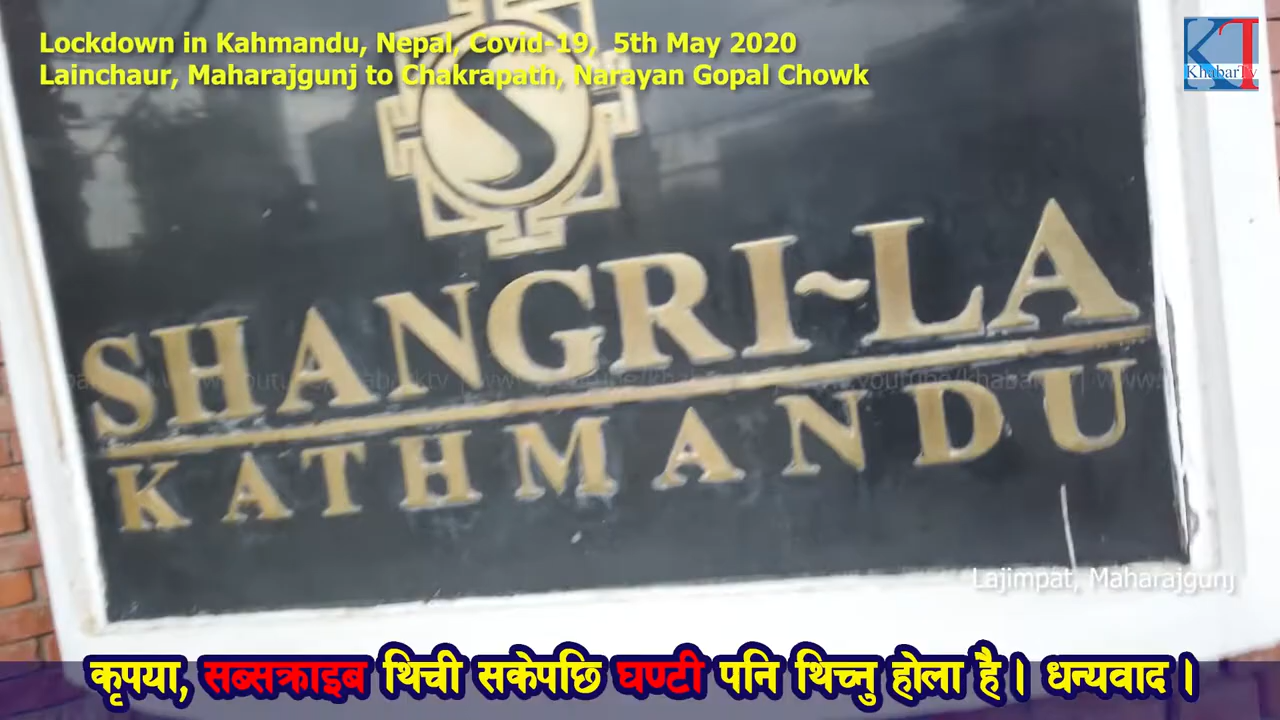 Lockdown in Kahmandu, Nepal, Covid-19, 5th May 2020
Lainchaur, Maharajgunj to Chakrapath, Narayan Gopal Chowk
KT
KhabarTv
S
SHANGRI~LA
KATHMANDU
Lajimpat, Maharajgunj
कृपया, सब्सक्राइब थिची सकेपछि घण्टी पनि थिच्नु होला है । धन्यवाद ।